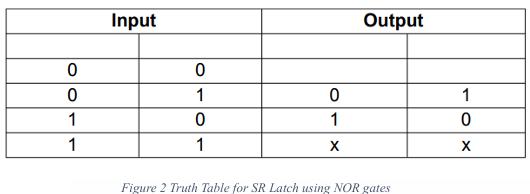 Input Output
0 0
0 1 0 1
1 0 1 0
1 1 x x
Figure 2 Truth Table for SR Latch using NOR gates